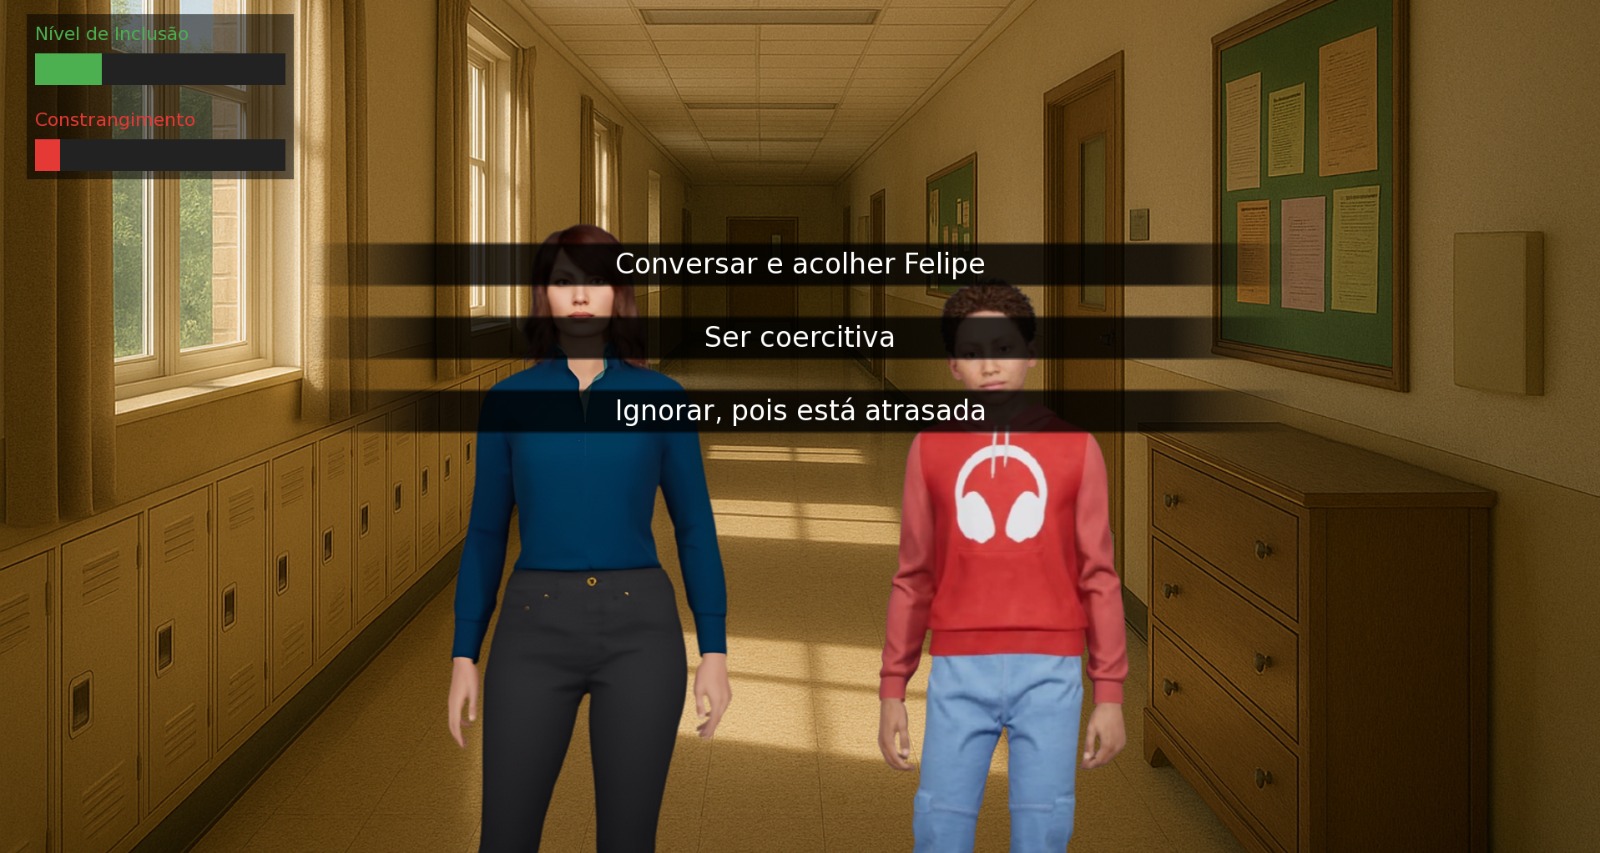 Nível de Inclusão
Constrangimento
Conversar e acolher Felipe
Ser coercitiva
Ignorar, pois está atrasada